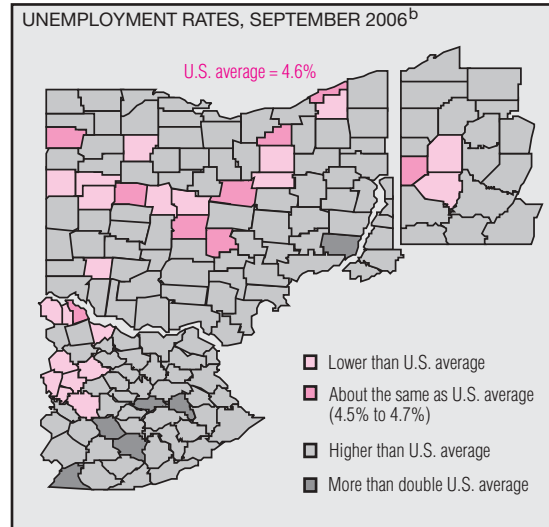 UNEMPLOYMENT RATES, SEPTEMBER 2006b
U.S. average = 4.6%
Lower than U.S. average
About the same as U.S. average
(4.5% to 4.7%)
Higher than U.S. average
More than double U.S. average